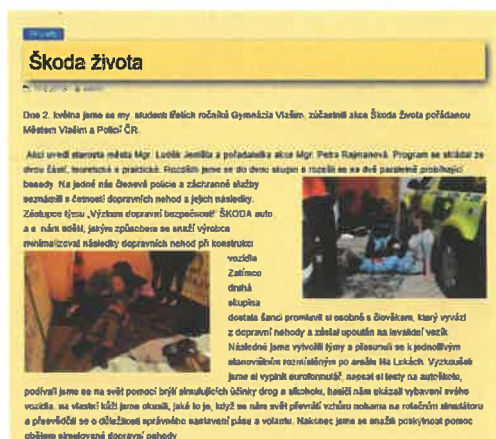 Škoda života
Dne 2. května jsme se my, studenti třetích ročníků Gymnázia Vlašim, zúčastnili akce Škoda života pořádanou
Městem Vlašim a Policií ČR.
Akci uvedl starosta města Mgr. Luděk Jeništa a pořadatelka akce Mgr. Petra Rajmanová. Program se skládal ze
dvou částí, teoretické a praktické. Rozdělili jsme se do dvou skupin a rozešli se na dvě paralelně probíhající
besedy. Na jedné nás členové policie a záchranné služby
seznámili s četností dopravních nehod a jejich následky.
Zástupce týmu „Výzkum dopravní bezpečnosti“ ŠKODA auto
a.s. nám sdělil, jakým způsobem se snaží výrobce
minimalizovat následky dopravních nehod při konstrukci
vozidla.
Zatímco
druhá
skupina
dostala šanci promluvit si osobně s člověkem, který vyvázl
z dopravní nehody a zůstal upoután na invalidní vozík.
Následně jsme vytvořili týmy a přesunuli se k jednotlivým
stanovištím rozmístěným po areálu Na Lukách. Vyzkoušeli
jsme si vyplnit euroformulář, napsat si testy na autoškolu,
podívali jsme se na svět pomocí brýlí simulujících účinky drog a alkoholu, hasiči nám ukázali vybavení svého
vozidla, na vlastní kůži jsme okusili, jaké to je, když se nám svět převrátí vzhůru nohama na rotačním simulátoru
a přesvědčili se o důležitosti správného nastavení pásu a volantu. Nakonec jsme se snažili poskytnout pomoc
obětem simulované dopravní nehody